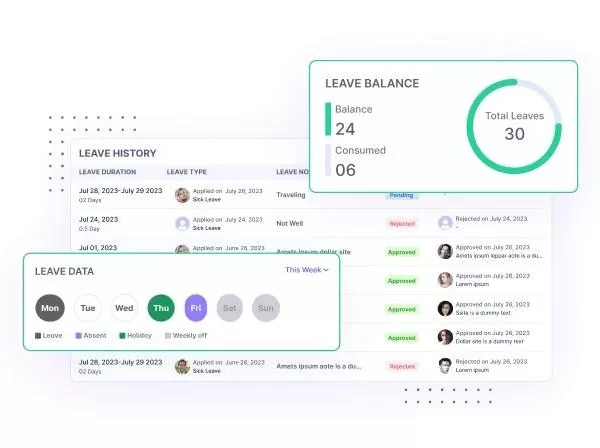 LEAVE BALANCE
Balance
24
Consumed
06
Total Leaves
30
LEAVE HISTORY
LEAVE DURATION LEAVE TYPE LEAVE NO
Jul 28, 2023-July 29 2023
02 Days
Applied on July 26, 2023
Sick Leave
Traveling
Pending
-
Jul 24, 2023
0.5 Day
Applied on July 26, 2023
Sick Leave
Not Well
Rejected
Rejected on July 24, 2023
-
Jul 01, 2023
Applied on June 26, 2023
Amets ipsum dollar site
Approved
Approved on July 26, 2023
Amets ipsum leppar aote is a du...
Approved
Approved on July 26, 2023
Lorem ipsum
Approved
Approved on July 26, 2023
Ssite is a dummy text
Approved
Approved on July 26, 2023
Dollar site is a dummy text
LEAVE DATA
This Week
Mon Tue Wed Thu Fri Sat Sun
Leave Absent Holiday Weekly off
Jul 28, 2023-July 29 2023
02 Days
Applied on June 28, 2023
Sick Leave
Amets ipsum aote is a du...
Rejected
Rejected on July 26, 2023
Lorem ipsum